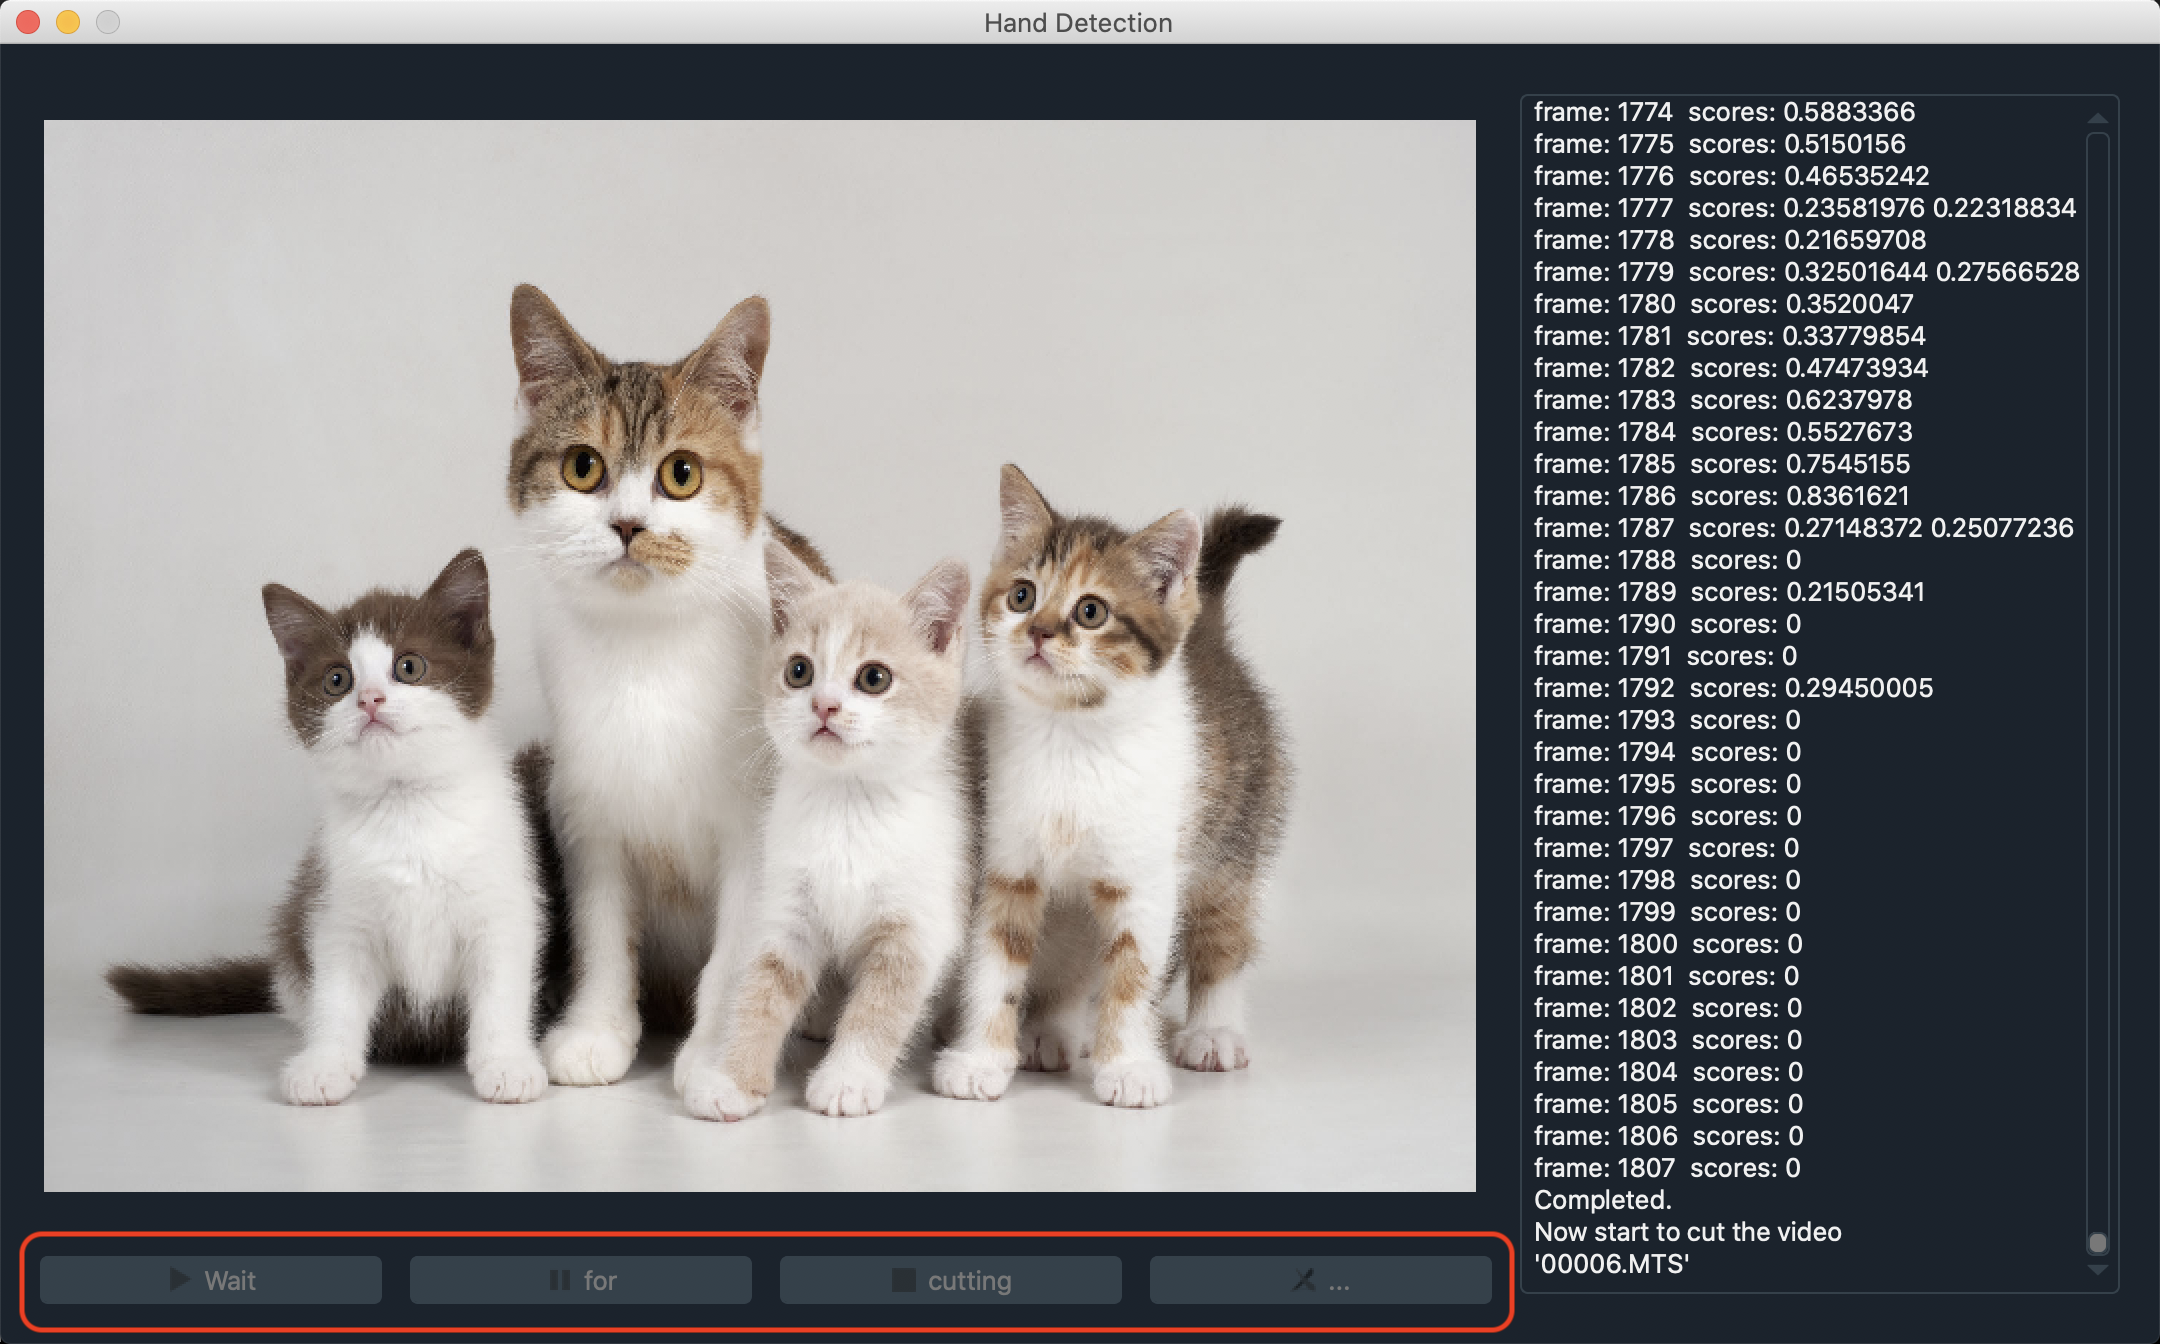 Hand Detection
frame: 1774 scores: 0.5883366
frame: 1775 scores: 0.5150156
frame: 1776 scores: 0.46535242
frame: 1777 scores: 0.23581976 0.22318834
frame: 1778 scores: 0.21659708
frame: 1779 scores: 0.32501644 0.27566528
frame: 1780 scores: 0.3520047
frame: 1781 scores: 0.33779854
frame: 1782 scores: 0.47473934
frame: 1783 scores: 0.6237978
frame: 1784 scores: 0.5527673
frame: 1785 scores: 0.7545155
frame: 1786 scores: 0.8361621
frame: 1787 scores: 0.27148372 0.25077236
frame: 1788 scores: 0
frame: 1789 scores: 0.21505341
frame: 1790 scores: 0
frame: 1791 scores: 0
frame: 1792 scores: 0.29450005
frame: 1793 scores: 0
frame: 1794 scores: 0
frame: 1795 scores: 0
frame: 1796 scores: 0
frame: 1797 scores: 0
frame: 1798 scores: 0
frame: 1799 scores: 0
frame: 1800 scores: 0
frame: 1801 scores: 0
frame: 1802 scores: 0
frame: 1803 scores: 0
frame: 1804 scores: 0
frame: 1805 scores: 0
frame: 1806 scores: 0
frame: 1807 scores: 0
Completed.
Now start to cut the video
'00006.MTS'
Wait for cutting ...